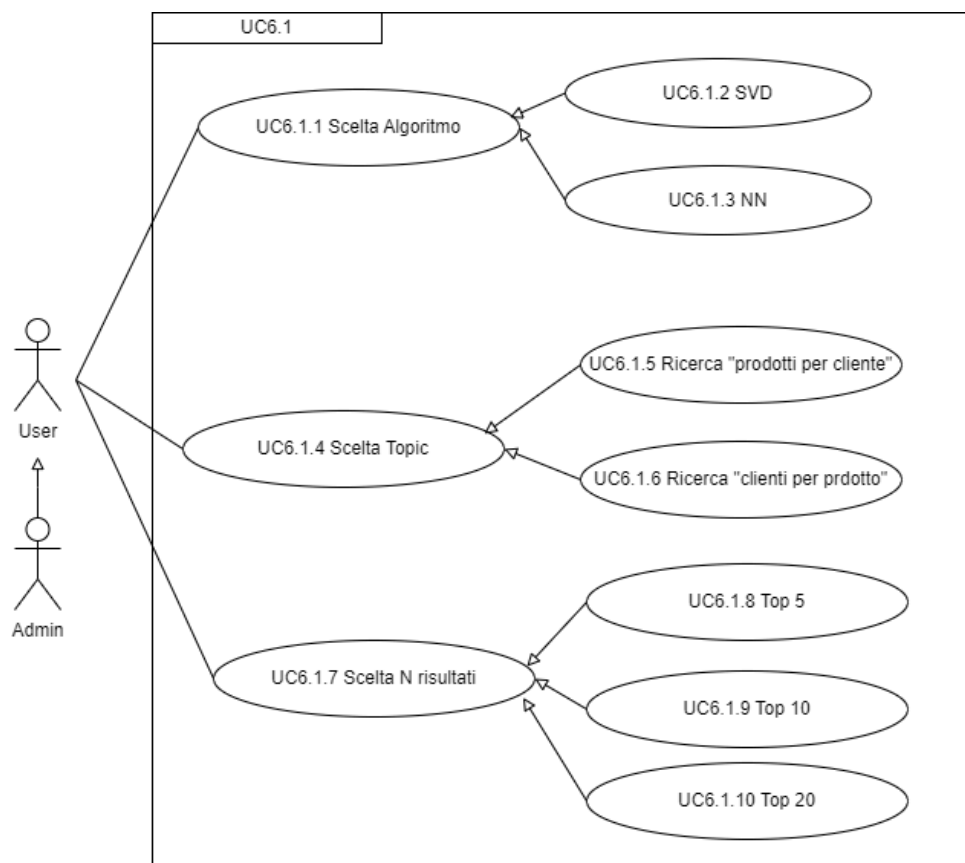 UC6.1
UC6.1.1 Scelta Algoritmo
UC6.1.2 SVD
UC6.1.3 NN
User
Admin
UC6.1.4 Scelta Topic
UC6.1.5 Ricerca "prodotti per cliente"
UC6.1.6 Ricerca "clienti per prdotto"
UC6.1.7 Scelta N risultati
UC6.1.8 Top 5
UC6.1.9 Top 10
UC6.1.10 Top 20